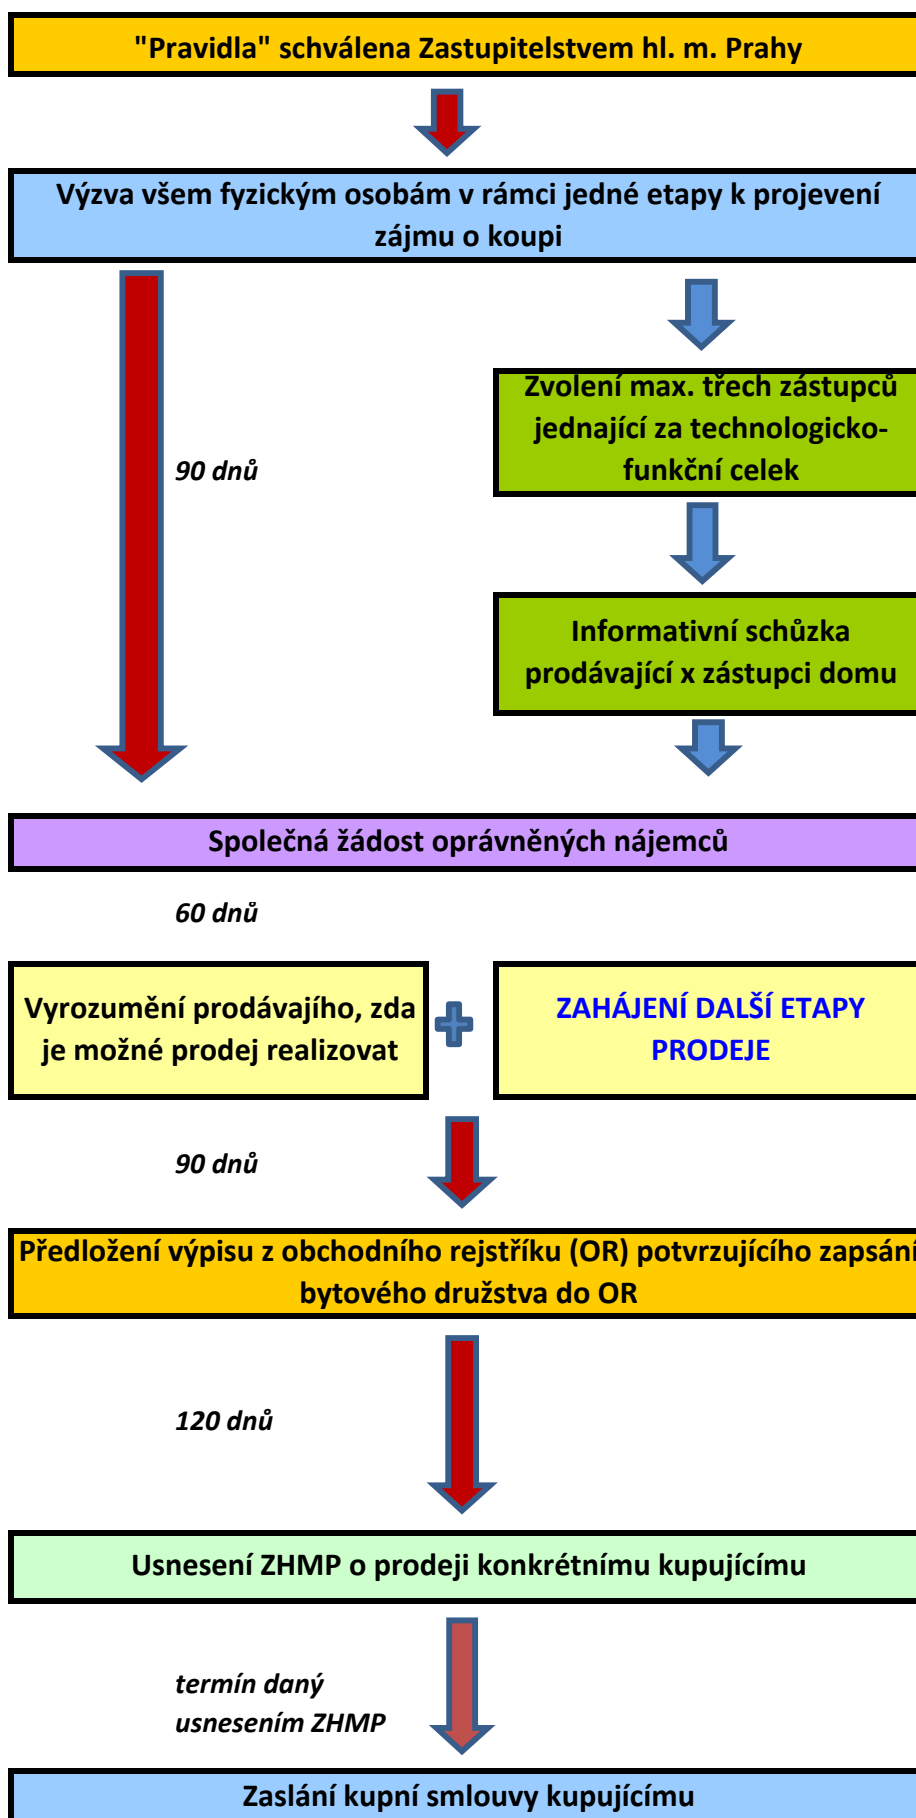 "Pravidla" schválena Zastupitelstvem hl. m. Prahy
Výzva všem fyzickým osobám v rámci jedné etapy k projevení
zájmu o koupi
90 dnů
Zvolení max. třech zástupců
jednající za technologicko-
funkční celek
Informativní schůzka
prodávající x zástupci domu
Společná žádost oprávněných nájemců
60 dnů
Vyrozumění prodávajího, zda
je možné prodej realizovat
ZAHÁJENÍ DALŠÍ ETAPY
PRODEJE
90 dnů
Předložení výpisu z obchodního rejstříku (OR) potvrzujícího zapsání
bytového družstva do OR
120 dnů
Usnesení ZHMP o prodeji konkrétnímu kupujícímu
termín daný
usnesením ZHMP
Zaslání kupní smlouvy kupujícímu